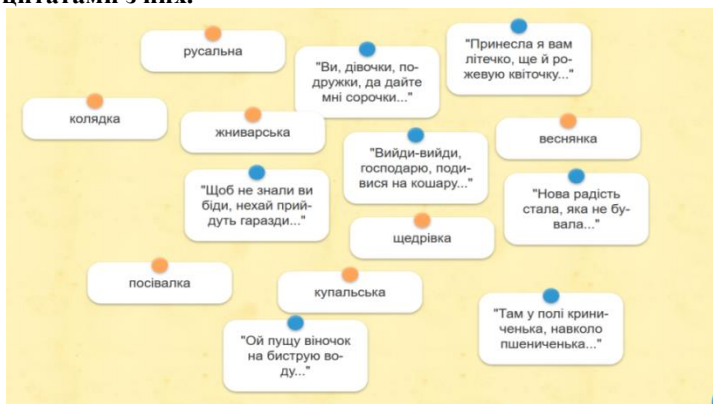 цитатами з них.
русальна
"Ви, дівочки, по-
дружки, да дайте
мні сорочки..."
"Принесла я вам
літечко, ще й ро-
жевую квіточку..."
колядка
жниварська
"Вийди-вийди,
господарю, поди-
вися на кошару..."
веснянка
"Щоб не знали ви
біди, нехай прий-
дуть гаразди..."
"Нова радість
стала, яка не бу-
вала..."
щедрівка
посівалка
купальська
"Там у полі крини-
ченька, навколо
пшениченька..."
"Ой пущу віночок
на биструю во-
ду..."